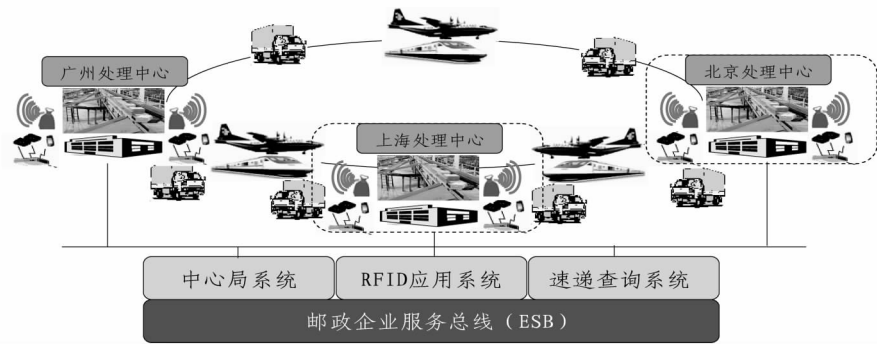 广州处理中心
北京处理中心
上海处理中心
中心局系统
RFID应用系统
速递查询系统
邮政企业服务总线(ESB)